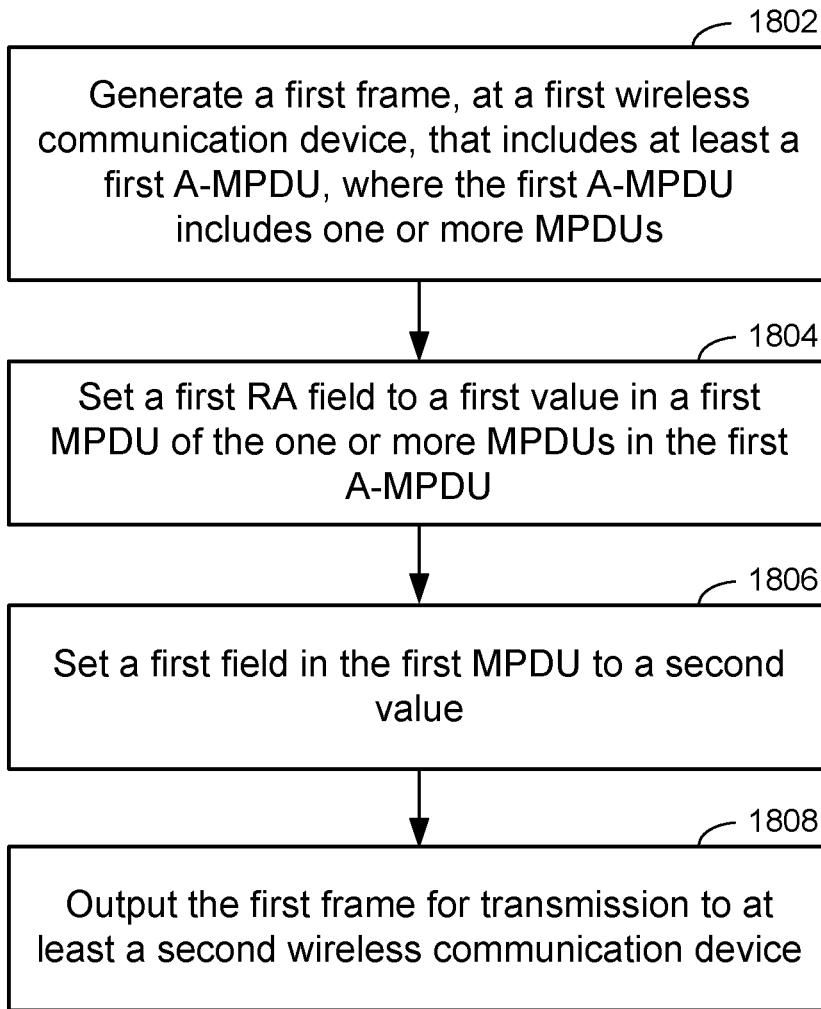 1802
Generate a first frame, at a first wireless
communication device, that includes at least a
first A-MPDU, where the first A-MPDU
includes one or more MPDUs
1804
Set a first RA field to a first value in a first
MPDU of the one or more MPDUs in the first
A-MPDU
1806
Set a first field in the first MPDU to a second
value
1808
Output the first frame for transmission to at
least a second wireless communication device